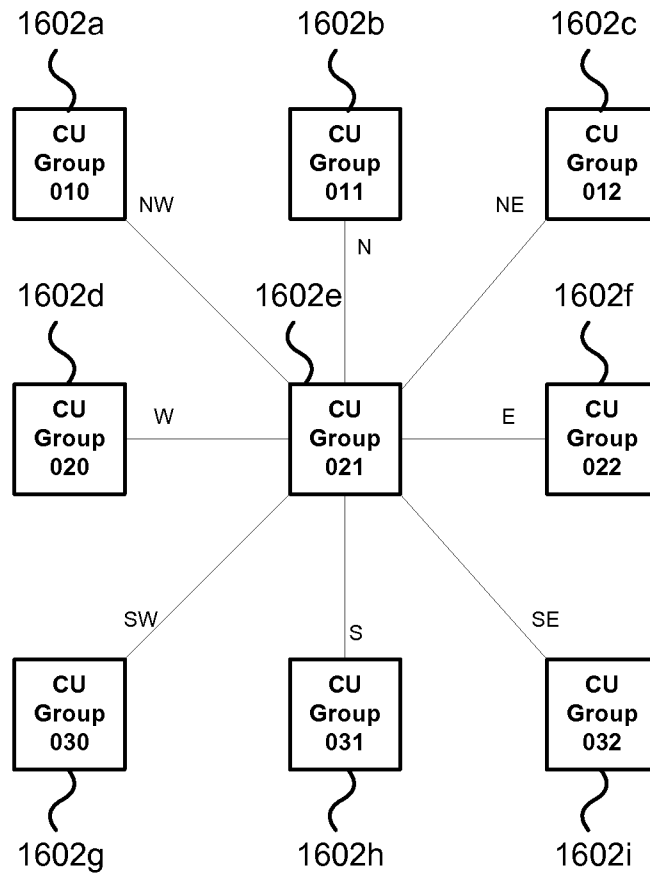 1602a
1602b
1602c
CU
Group
010
CU
Group
011
CU
Group
012
NW
N
NE
1602d
1602e
1602f
CU
Group
020
W
CU
Group
021
E
CU
Group
022
SW
S
SE
CU
Group
030
CU
Group
031
CU
Group
032
1602g
1602h
1602i